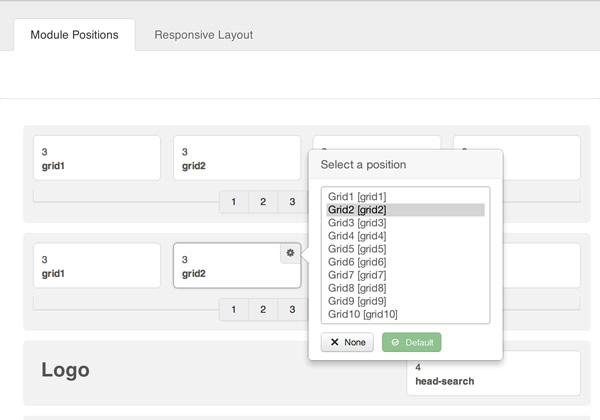 Module Positions
Responsive Layout
3
grid1
3
grid2
1 2 3
Select a position
Grid1 [grid1]
Grid2 [grid2]
Grid3 [grid3]
Grid4 [grid4]
Grid5 [grid5]
Grid6 [grid6]
Grid7 [grid7]
Grid8 [grid8]
Grid9 [grid9]
Grid10 [grid10]
None
Default
3
grid1
3
grid2
1 2 3
Logo
4
head-search